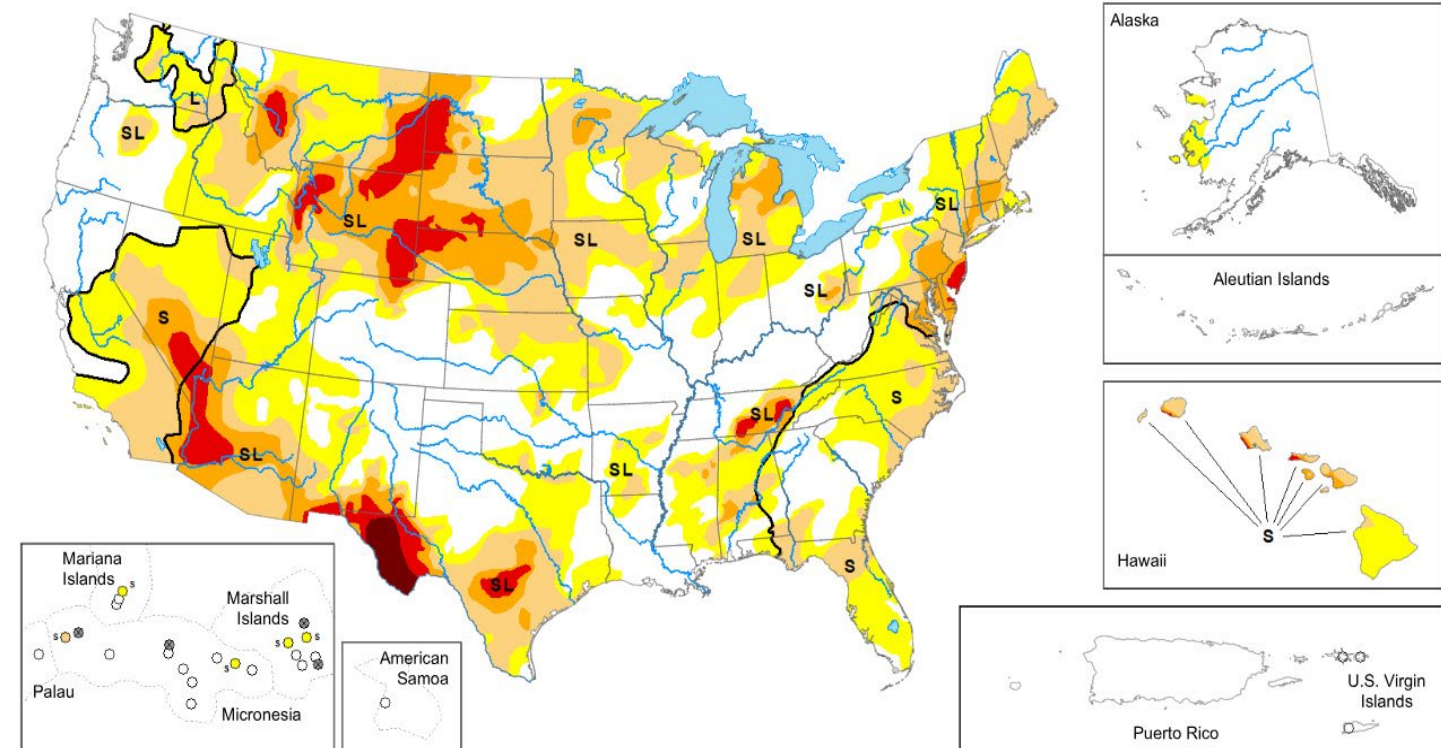 Alaska
Aleutian Islands
L
SL
SL
SL
SL
SL
SL
S
SL
SL
S
SL
SL
S
S
Hawaii
Mariana
Islands
s
Marshall
Islands
s
s
s
s
Palau
Micronesia
American
Samoa
U.S. Virgin
Islands
Puerto Rico